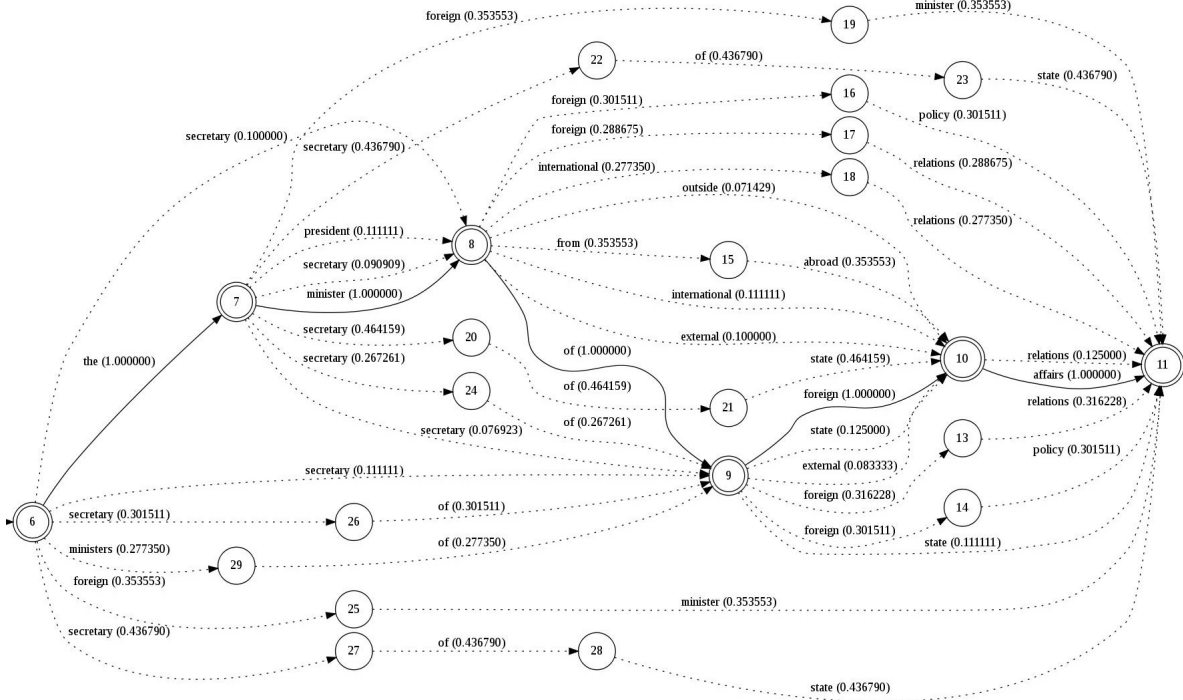 foreign (0.353553)
19
minister (0.353553)
22
of (0.436790)
23
state (0.436790)
foreign (0.301511)
16
policy (0.301511)
secretary (0.100000)
secretary (0.436790)
foreign (0.288675)
17
international (0.277350)
18
relations (0.288675)
outside (0.071429)
relations (0.277350)
president (0.111111)
8
from (0.353553)
15
abroad (0.353553)
secretary (0.090909)
7
minister (1.000000)
international (0.111111)
secretary (0.464159)
20
external (0.100000)
the (1.000000)
of (1.000000)
secretary (0.267261)
24
of (0.464159)
state (0.464159)
10
relations (0.125000)
affairs (1.000000)
11
21
foreign (1.000000)
relations (0.316228)
of (0.267261)
secretary (0.076923)
state (0.125000)
13
policy (0.301511)
secretary (0.111111)
9
external (0.083333)
foreign (0.316228)
14
6
secretary (0.301511)
26
of (0.301511)
foreign (0.301511)
state (0.111111)
ministers (0.277350)
29
of (0.277350)
foreign (0.353553)
25
minister (0.353553)
secretary (0.436790)
27
of (0.436790)
28
state (0.436790)